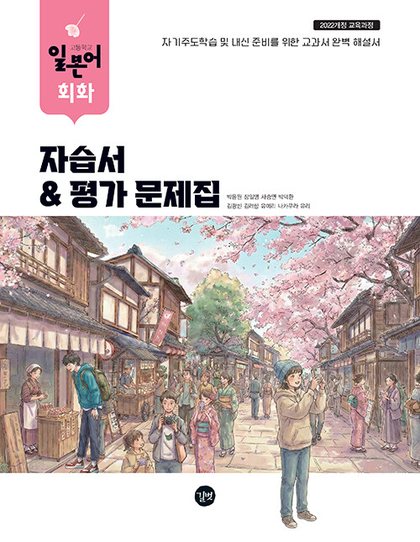 고등학교
일본어
회화
2022개정 교육과정
자기주도학습 및 내신 준비를 위한 교과서 완벽 해설서
자습서
& 평가 문제집
길벗